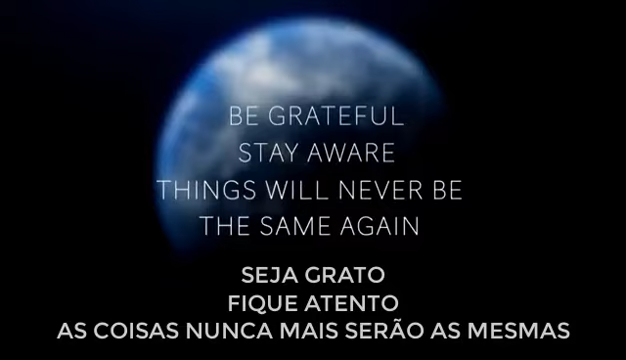 BE GRATEFUL
STAY AWARE
THINGS WILL NEVER BE
THE SAME AGAIN
SEJA GRATO
FIQUE ATENTO
AS COISAS NUNCA MAIS SERÃO AS MESMAS